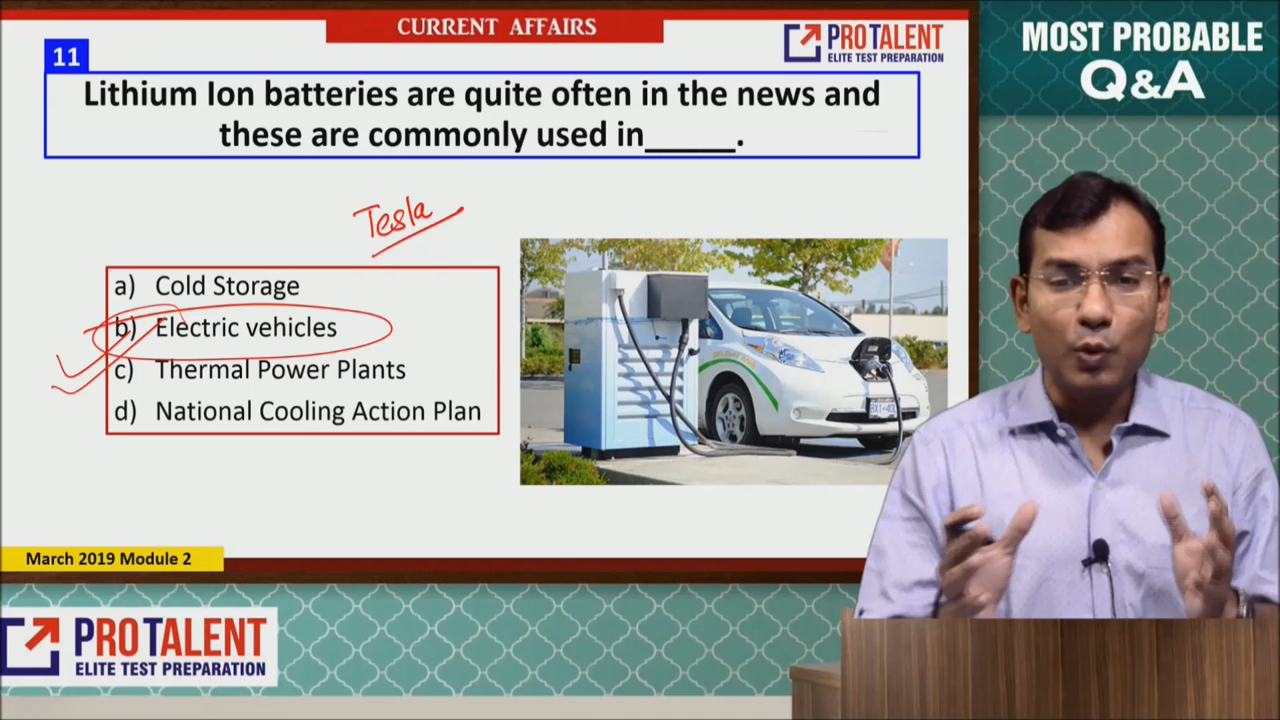 CURRENT AFFAIRS
PROTALENT
ELITE TEST PREPARATION
MOST PROBABLE
Q&A
11
Lithium Ion batteries are quite often in the news and
these are commonly used in_____.
Tesla
a) Cold Storage
b) Electric vehicles
c) Thermal Power Plants
d) National Cooling Action Plan
March 2019 Module 2
PROTALENT
ELITE TEST PREPARATION